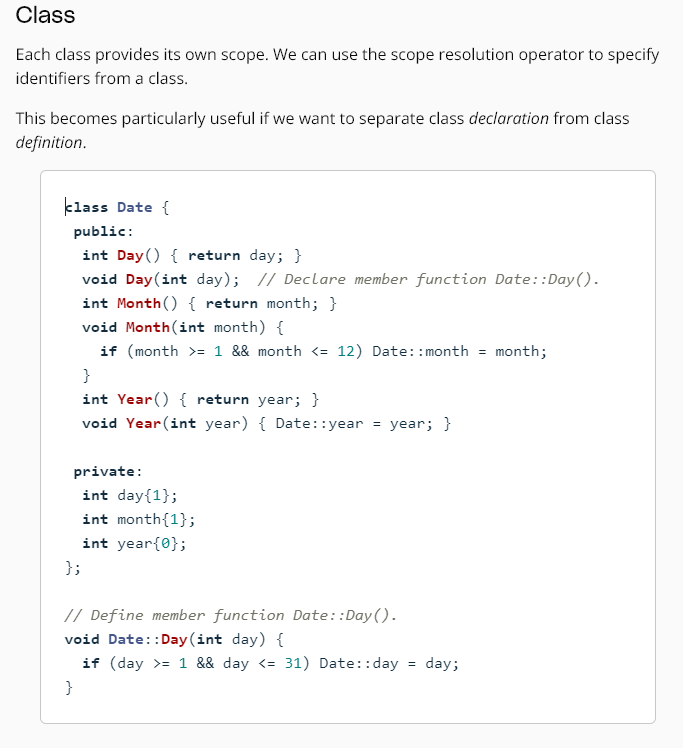 Class
Each class provides its own scope. We can use the scope resolution operator to specify
identifiers from a class.
This becomes particularly useful if we want to separate class declaration from class
definition.
class Date {
 public:
  int Day() { return day; }
  void Day(int day);  // Declare member function Date::Day().
  int Month() { return month; }
  void Month(int month) {
    if (month >= 1 && month <= 12) Date::month = month;
  }
  int Year() { return year; }
  void Year(int year) { Date::year = year; }
 private:
  int day{1};
  int month{1};
  int year{0};
};
// Define member function Date::Day().
void Date::Day(int day) {
  if (day >= 1 && day <= 31) Date::day = day;
}